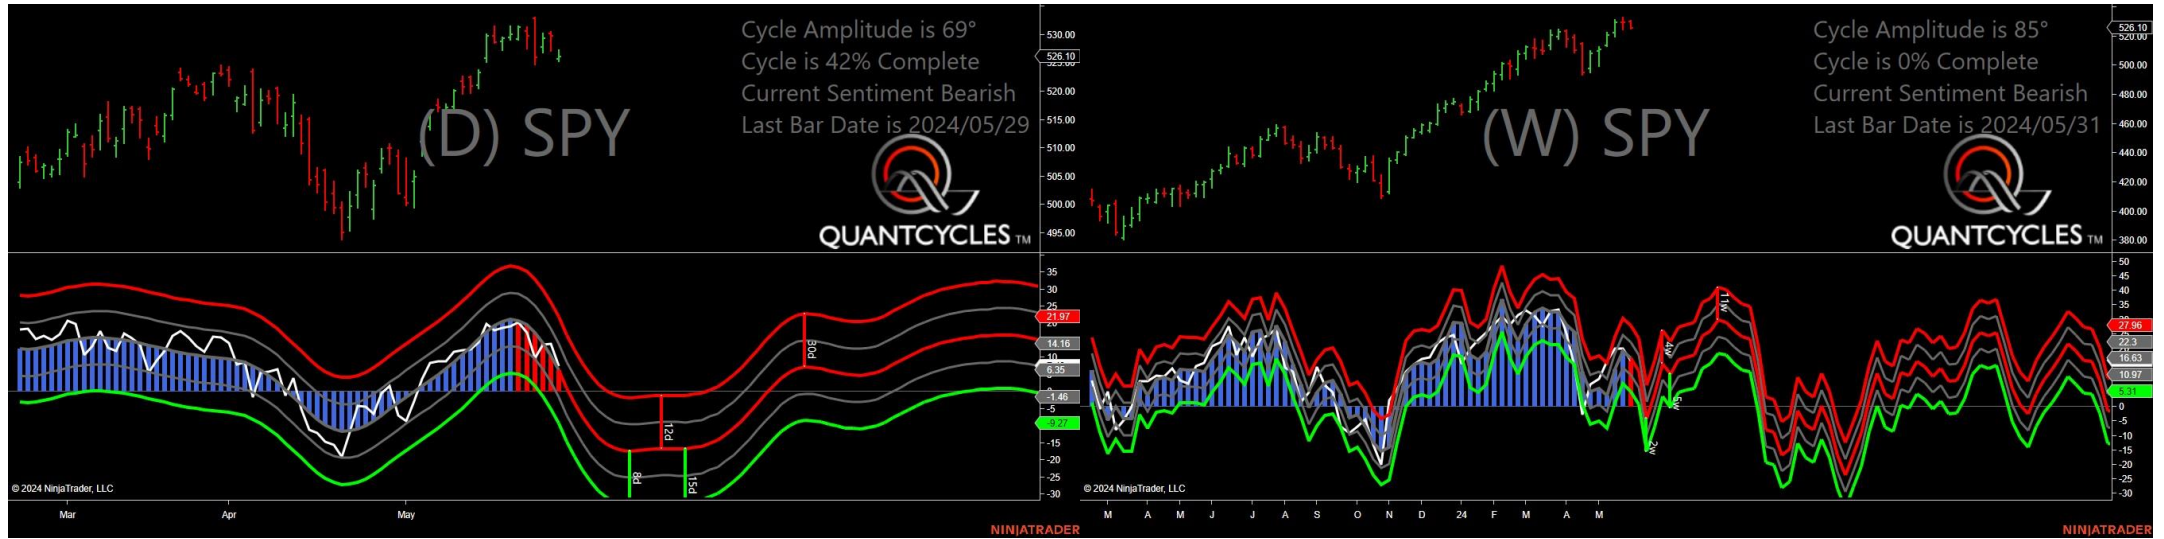 Cycle Amplitude is 69°
Cycle is 42% Complete
Current Sentiment Bearish
Last Bar Date is 2024/05/29
(D) SPY
QUANTCYCLES TM
530.00
526.10
520.00
515.00
510.00
505.00
500.00
495.00
35
30
25
21.97
14.16
10
6.35
-1.46
-5
-9.27
-15
-20
-25
-30
30d
12d
8d
15d
© 2024 NinjaTrader, LLC
Mar Apr May
NINJATRADER
Cycle Amplitude is 85°
Cycle is 0% Complete
Current Sentiment Bearish
Last Bar Date is 2024/05/31
(W) SPY
QUANTCYCLES TM
526.10
520.00
500.00
480.00
460.00
440.00
420.00
400.00
380.00
50
45
40
35
27.96
22.3
16.63
10.97
5.31
0
-5
-10
-15
-20
-25
-30
11w
4w
5w
2w
© 2024 NinjaTrader, LLC
M A M J J A S O N D 24 F M A M
NINJATRADER